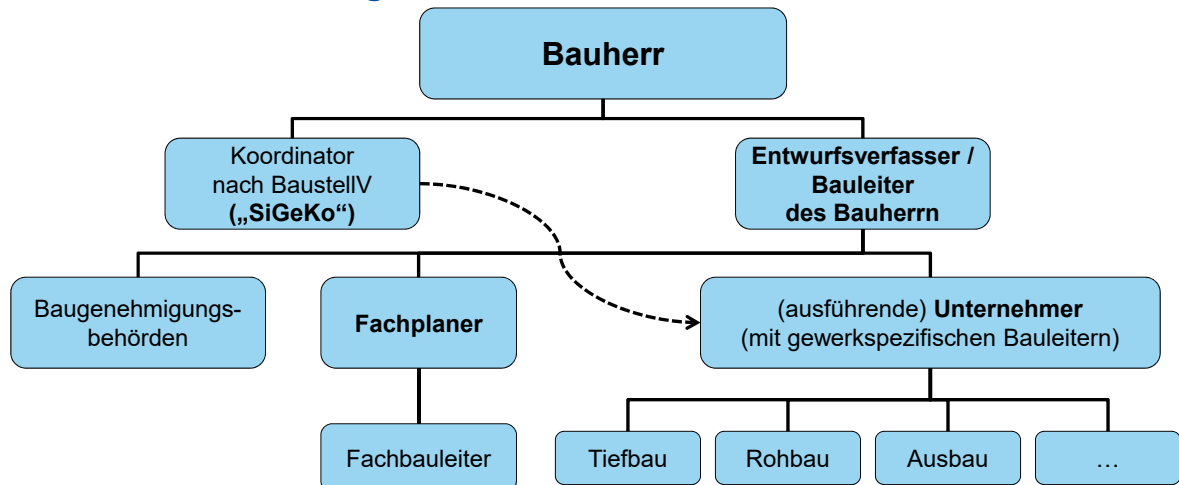 Bauherr
Koordinator
nach BaustellV
(„SiGeKo“)
Entwurfsverfasser /
Bauleiter
des Bauherrn
Baugenehmigungs-
behörden
Fachplaner
(ausführende) Unternehmer
(mit gewerkspezifischen Bauleitern)
Fachbauleiter
Tiefbau
Rohbau
Ausbau
…